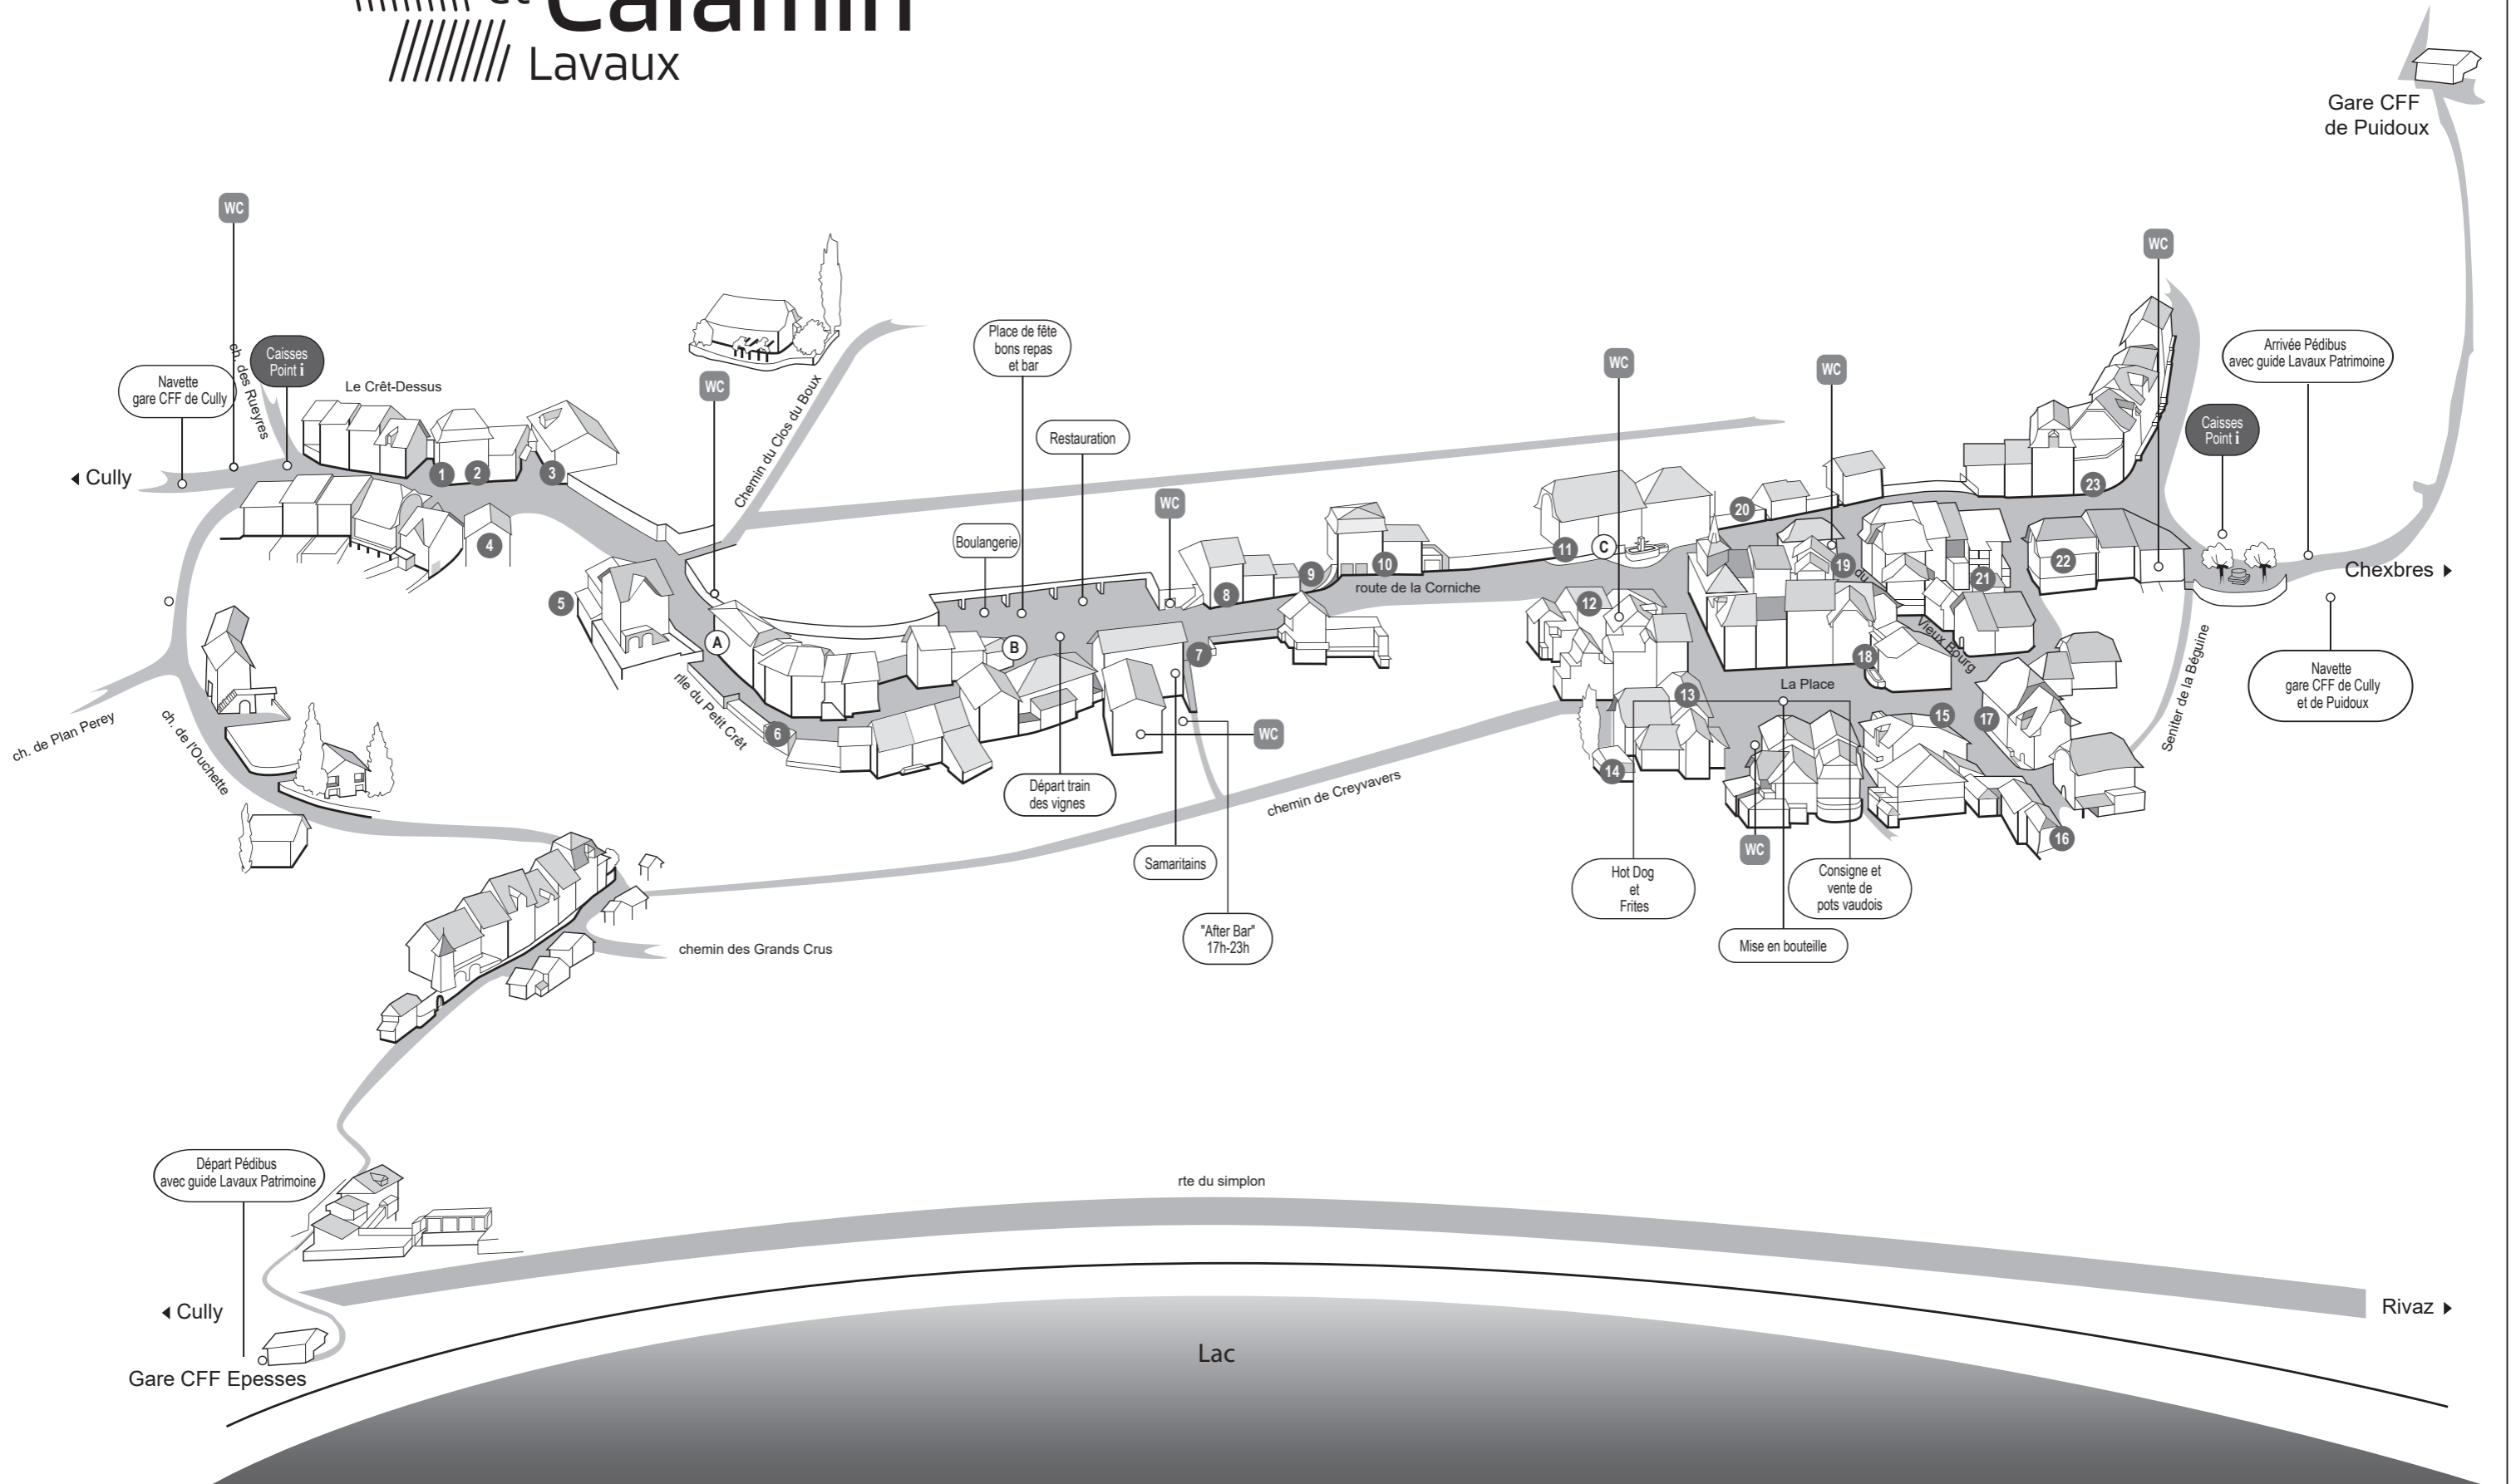 et Calamin
Lavaux
Gare CFF
de Puidoux
WC
WC
Navette
gare CFF de Cully
ch. des Rueyres
Caisses
Point i
Le Crêt-Dessus
Cully
1
2
3
4
5
WC
Chemin du Clos du Boux
Place de fête
bons repas
et bar
Restauration
Boulangerie
WC
A
B
rlle du Petit Crêt
6
7
8
9
10
route de la Corniche
11
C
WC
WC
12
13
14
15
16
17
18
19
20
21
22
23
du
Vieux Bourg
La Place
Arrivée Pédibus
avec guide Lavaux Patrimoine
Caisses
Point i
Chexbres
Navette
gare CFF de Cully
et de Puidoux
Seniter de la Béguine
ch. de Plan Perey
ch. de l'Ouchette
WC
Départ train
des vignes
Samaritains
"After Bar"
17h-23h
chemin de Creyvavers
chemin des Grands Crus
WC
Hot Dog
et
Frites
Consigne et
vente de
pots vaudois
Mise en bouteille
Départ Pédibus
avec guide Lavaux Patrimoine
rte du simplon
Cully
Rivaz
Gare CFF Epesses
Lac